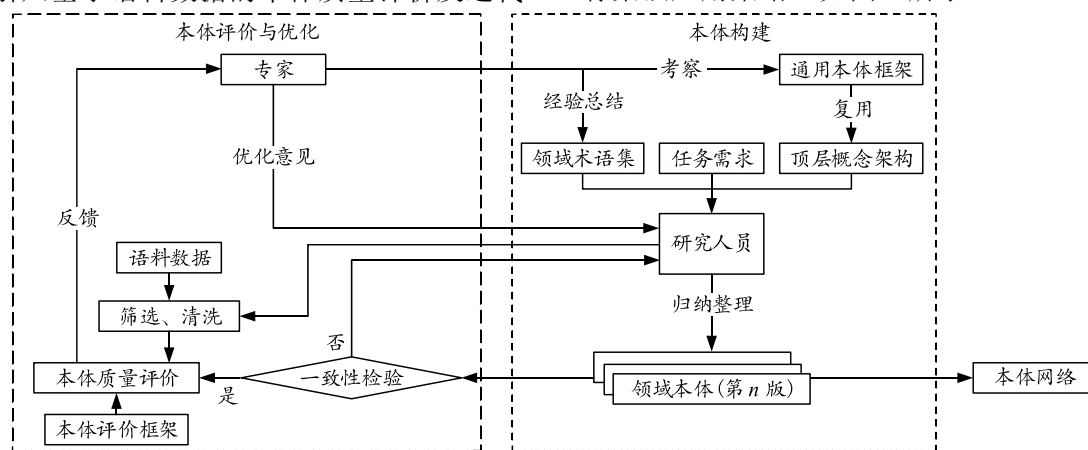 本体评价与优化
本体构建
专家
考察
通用本体框架
经验总结
复用
优化意见
领域术语集
任务需求
顶层概念架构
反馈
研究人员
语料数据
归纳整理
筛选、清洗
否
本体质量评价
是
一致性检验
领域本体(第 n 版)
本体网络
本体评价框架